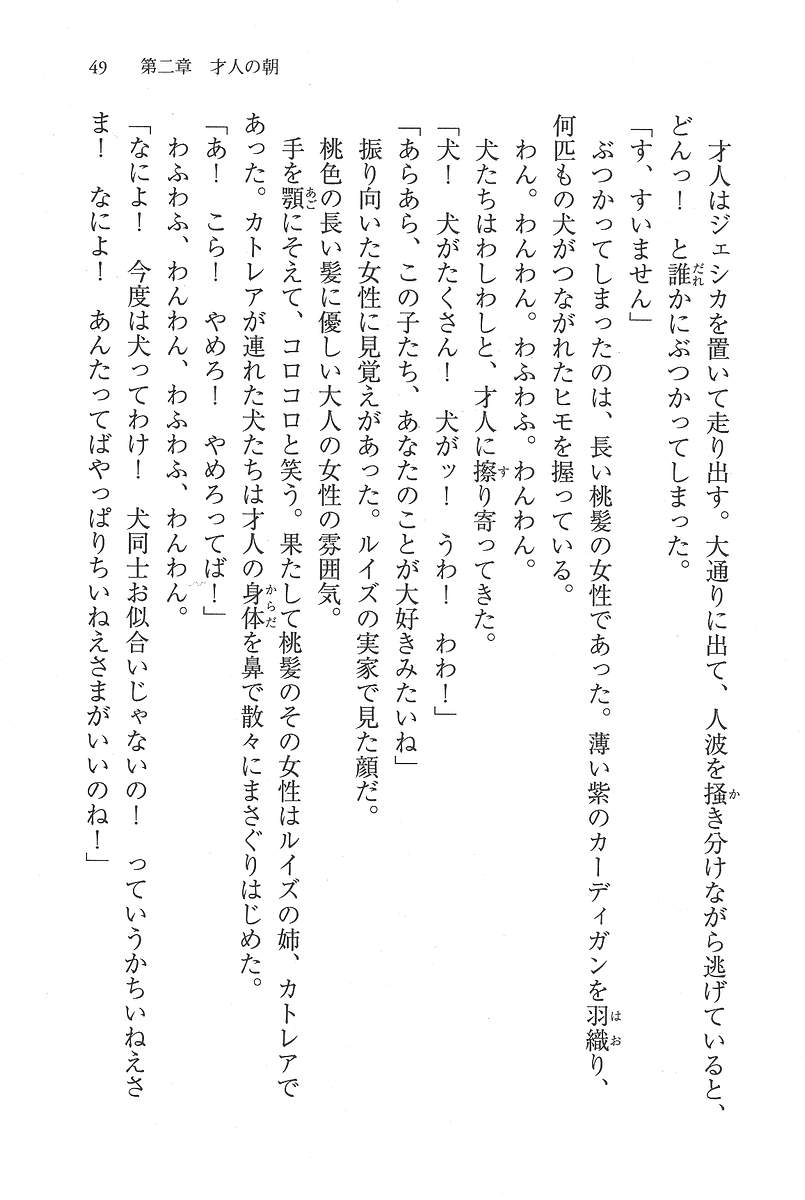 49 第二章 才人の朝
才人はジェシカを置いて走り出す。大通りに出て、人波を掻き分けながら逃げていると、
どんっ! と誰かにぶつかってしまった。
「す、すいません」
ぶつかってしまったのは、長い桃髪の女性であった。薄い紫のカーディガンを羽織り、
何匹もの犬がつながれたヒモを握っている。
わん。わんわん。わふわふ。わんわん。
犬たちはわしわしと、才人に擦り寄ってきた。
「犬! 犬がたくさん! 犬がッ! うわ! わわ!」
「あらあら、この子たち、あなたのことが大好きみたいね」
振り向いた女性に見覚えがあった。ルイズの実家で見た顔だ。
桃色の長い髪に優しい大人の女性の雰囲気。
手を顎にそえて、コロコロと笑う。果たして桃髪のその女性はルイズの姉、カトレアで
あった。カトレアが連れた犬たちは才人の身体を鼻で散々にまさぐりはじめた。
「あ! こら! やめろ! やめろってば!」
わふわふ、わんわん、わふわふ、わんわん。
「なによ! 今度は犬ってわけ! 犬同士お似合いじゃないの! っていうかちいねえさ
ま! なによ! あんたってばやっぱりちいねえさまがいいのね!」